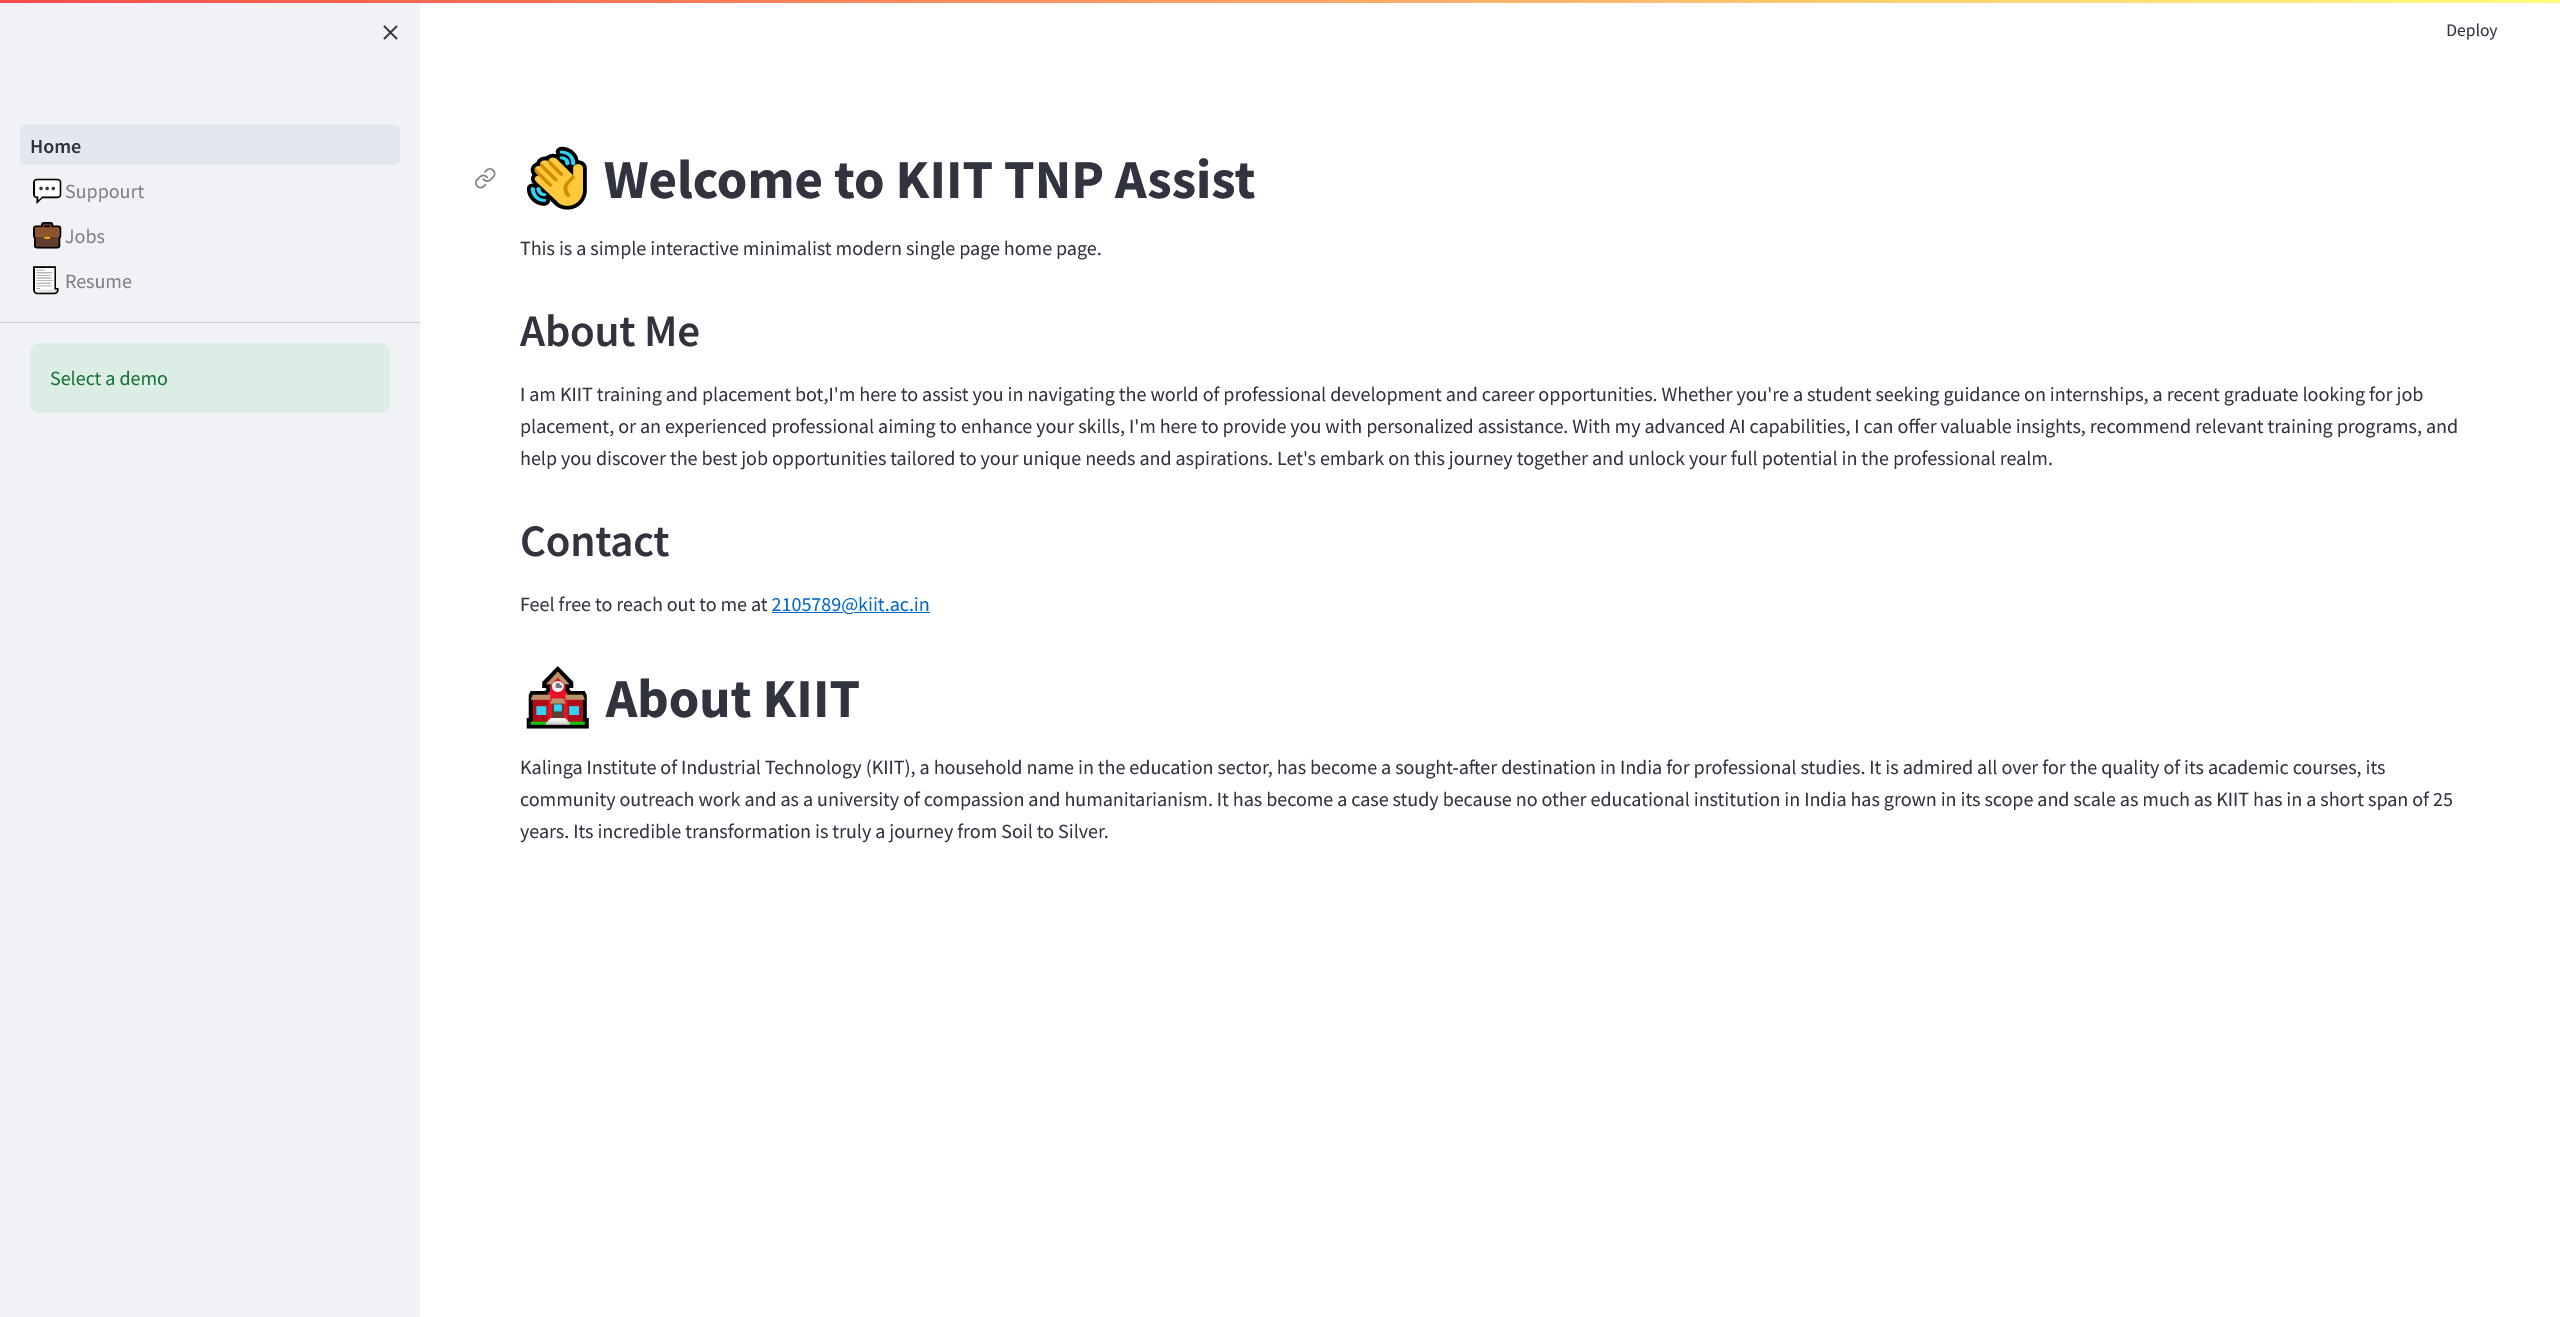 Deploy
Home
Suppourt
Jobs
Resume
Select a demo
Welcome to KIIT TNP Assist
This is a simple interactive minimalist modern single page home page.
About Me
I am KIIT training and placement bot,I'm here to assist you in navigating the world of professional development and career opportunities. Whether you're a student seeking guidance on internships, a recent graduate looking for job
placement, or an experienced professional aiming to enhance your skills, I'm here to provide you with personalized assistance. With my advanced AI capabilities, I can offer valuable insights, recommend relevant training programs, and
help you discover the best job opportunities tailored to your unique needs and aspirations. Let's embark on this journey together and unlock your full potential in the professional realm.
Contact
Feel free to reach out to me at 2105789@kiit.ac.in
About KIIT
Kalinga Institute of Industrial Technology (KIIT), a household name in the education sector, has become a sought-after destination in India for professional studies. It is admired all over for the quality of its academic courses, its
community outreach work and as a university of compassion and humanitarianism. It has become a case study because no other educational institution in India has grown in its scope and scale as much as KIIT has in a short span of 25
years. Its incredible transformation is truly a journey from Soil to Silver.